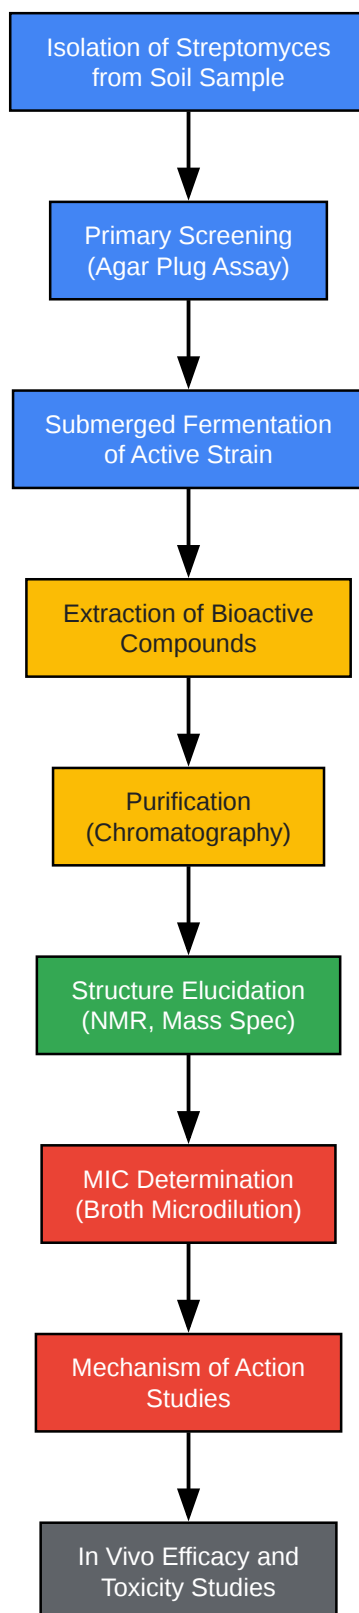 Isolation of Streptomyces
from Soil Sample
Primary Screening
(Agar Plug Assay)
Submerged Fermentation
of Active Strain
Extraction of Bioactive
Compounds
Purification
(Chromatography)
Structure Elucidation
(NMR, Mass Spec)
MIC Determination
(Broth Microdilution)
Mechanism of Action
Studies
In Vivo Efficacy and
Toxicity Studies